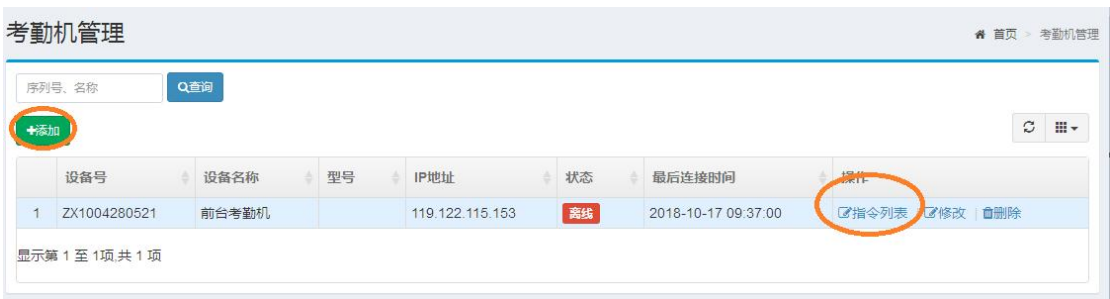 考勤机管理
首页 > 考勤机管理
序列号、名称 查询
+添加
设备号 设备名称 型号 IP地址 状态 最后连接时间 操作
1 ZX1004280521 前台考勤机 119.122.115.153 离线 2018-10-17 09:37:00 指令列表 修改 | 删除
显示第 1 至 1项,共 1 项